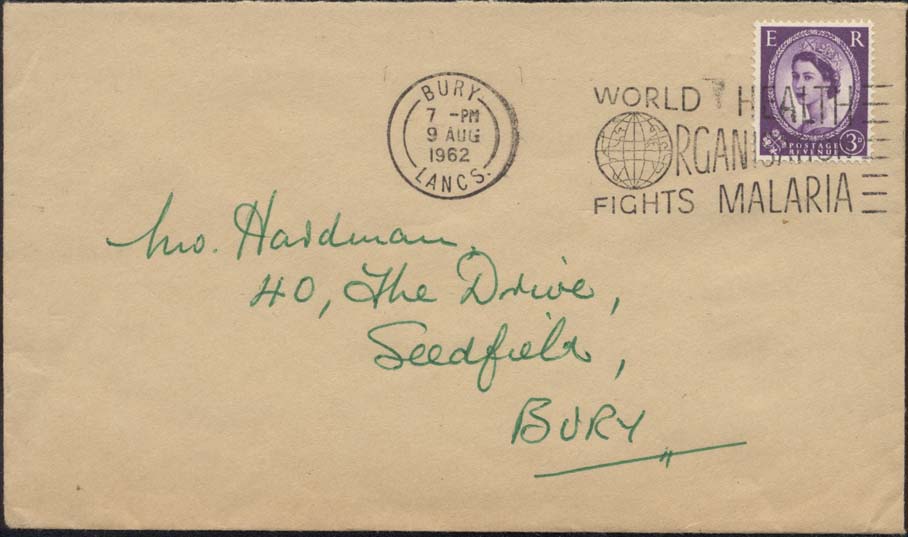 E R
POSTAGE
REVENUE
3D
BURY
7 -PM
9 AUG
1962
LANCS.
WORLD HEALTH
ORGANISATION
FIGHTS MALARIA
Mrs. Hardman,
40, The Drive,
Seedfield,
BURY